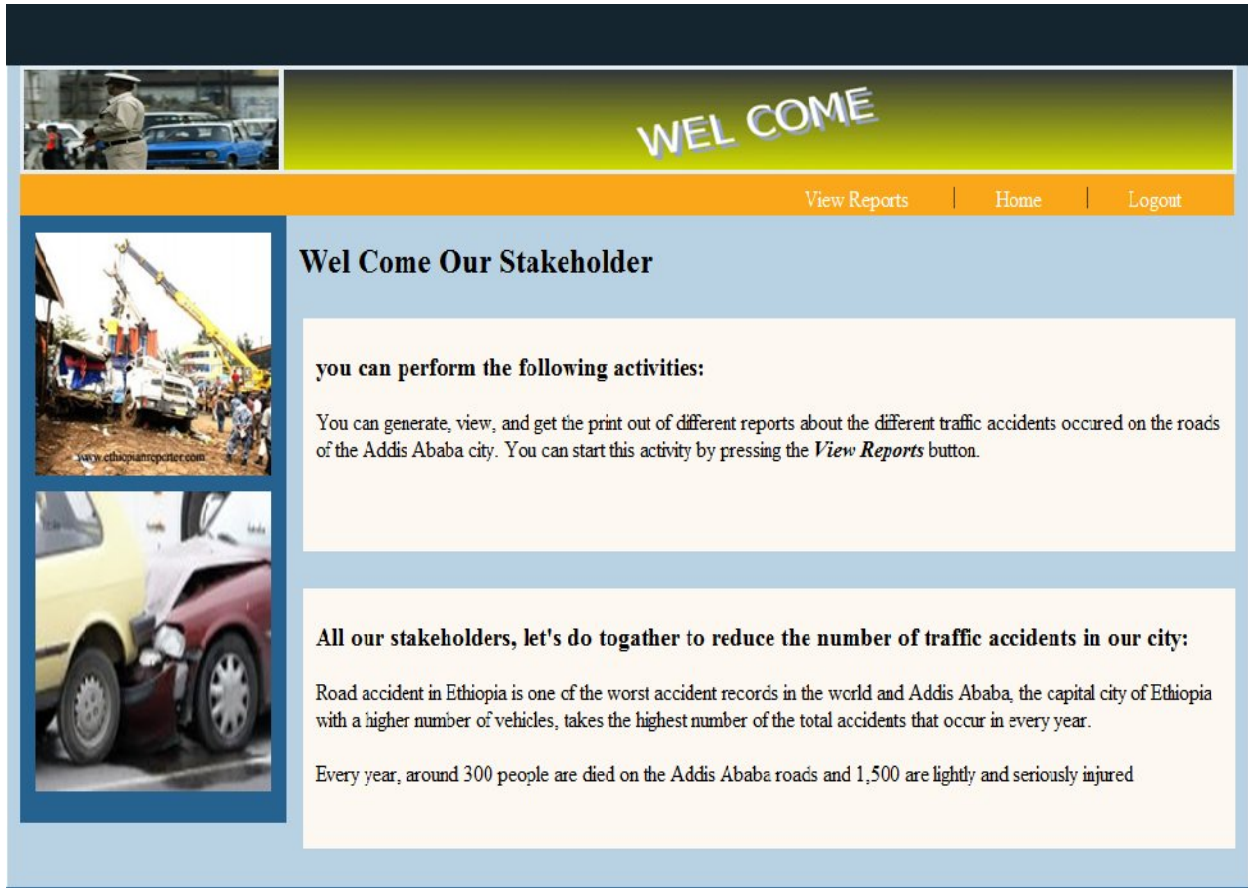 WEL COME
View Reports | Home | Logout
Wel Come Our Stakeholder
www.ethiopianreporter.com
you can perform the following activities:
You can generate, view, and get the print out of different reports about the different traffic accidents occured on the roads
of the Addis Ababa city. You can start this activity by pressing the View Reports button.
All our stakeholders, let's do togather to reduce the number of traffic accidents in our city:
Road accident in Ethiopia is one of the worst accident records in the world and Addis Ababa, the capital city of Ethiopia
with a higher number of vehicles, takes the highest number of the total accidents that occur in every year.
Every year, around 300 people are died on the Addis Ababa roads and 1,500 are lightly and seriously injured